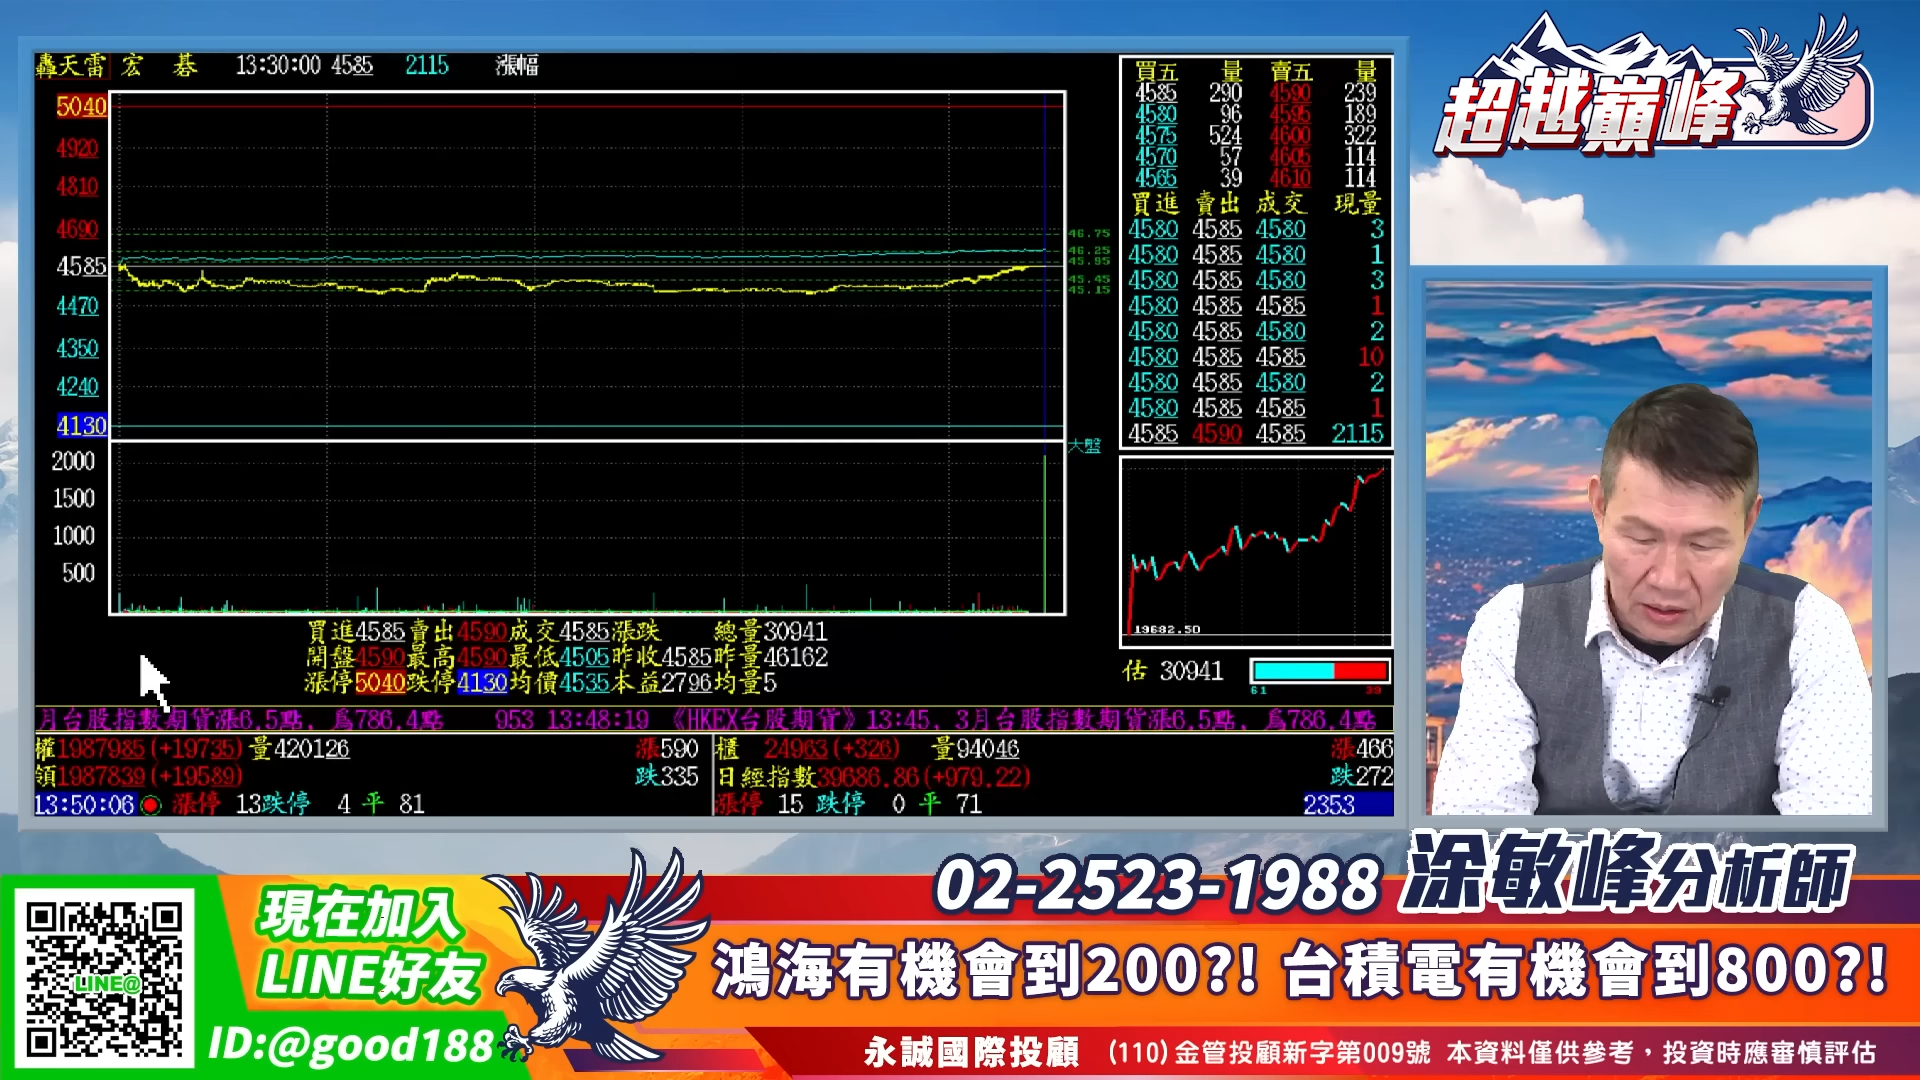 轟天雷 宏 碁 13:30:00 4585 2115 漲幅
5040
4920
4810
4690
4585
4470
4350
4240
4130
2000
1500
1000
500
46.75
46.25
45.95
45.45
45.15
大盤
買五 量 賣五 量
4585 290 4590 239
4580 96 4595 189
4575 524 4600 322
4570 57 4605 114
4565 39 4610 114
買進 賣出 成交 現量
4580 4585 4580 3
4580 4585 4580 1
4580 4585 4580 3
4580 4585 4585 1
4580 4585 4580 2
4580 4585 4585 10
4580 4585 4580 2
4580 4585 4585 1
4585 4590 4585 2115
19682.50
估 30941
61 39
買進4585賣出4590成交4585漲跌 總量30941
開盤4590最高4590最低4505昨收4585昨量46162
漲停5040跌停4130均價4535本益2796均量5
月台股指數期貨漲6.5點, 為786.4點 953 13:48:19 《HKEX台股期貨》13:45, 3月台股指數期貨漲6.5點, 為786.4點
權1987985(+19735) 量420126 漲590
領1987839(+19589) 跌335
13:50:06 漲停 13跌停 4 平 81
櫃 24963(+326) 量94046 漲466
日經指數39686.86(+979.22) 跌272
漲停 15 跌停 0 平 71 2353
超越巔峰
02-2523-1988 涂敏峰分析師
現在加入
LINE好友
LINE@
ID:@good188
鴻海有機會到200?! 台積電有機會到800?!
永誠國際投顧 (110)金管投顧新字第009號 本資料僅供參考，投資時應審慎評估